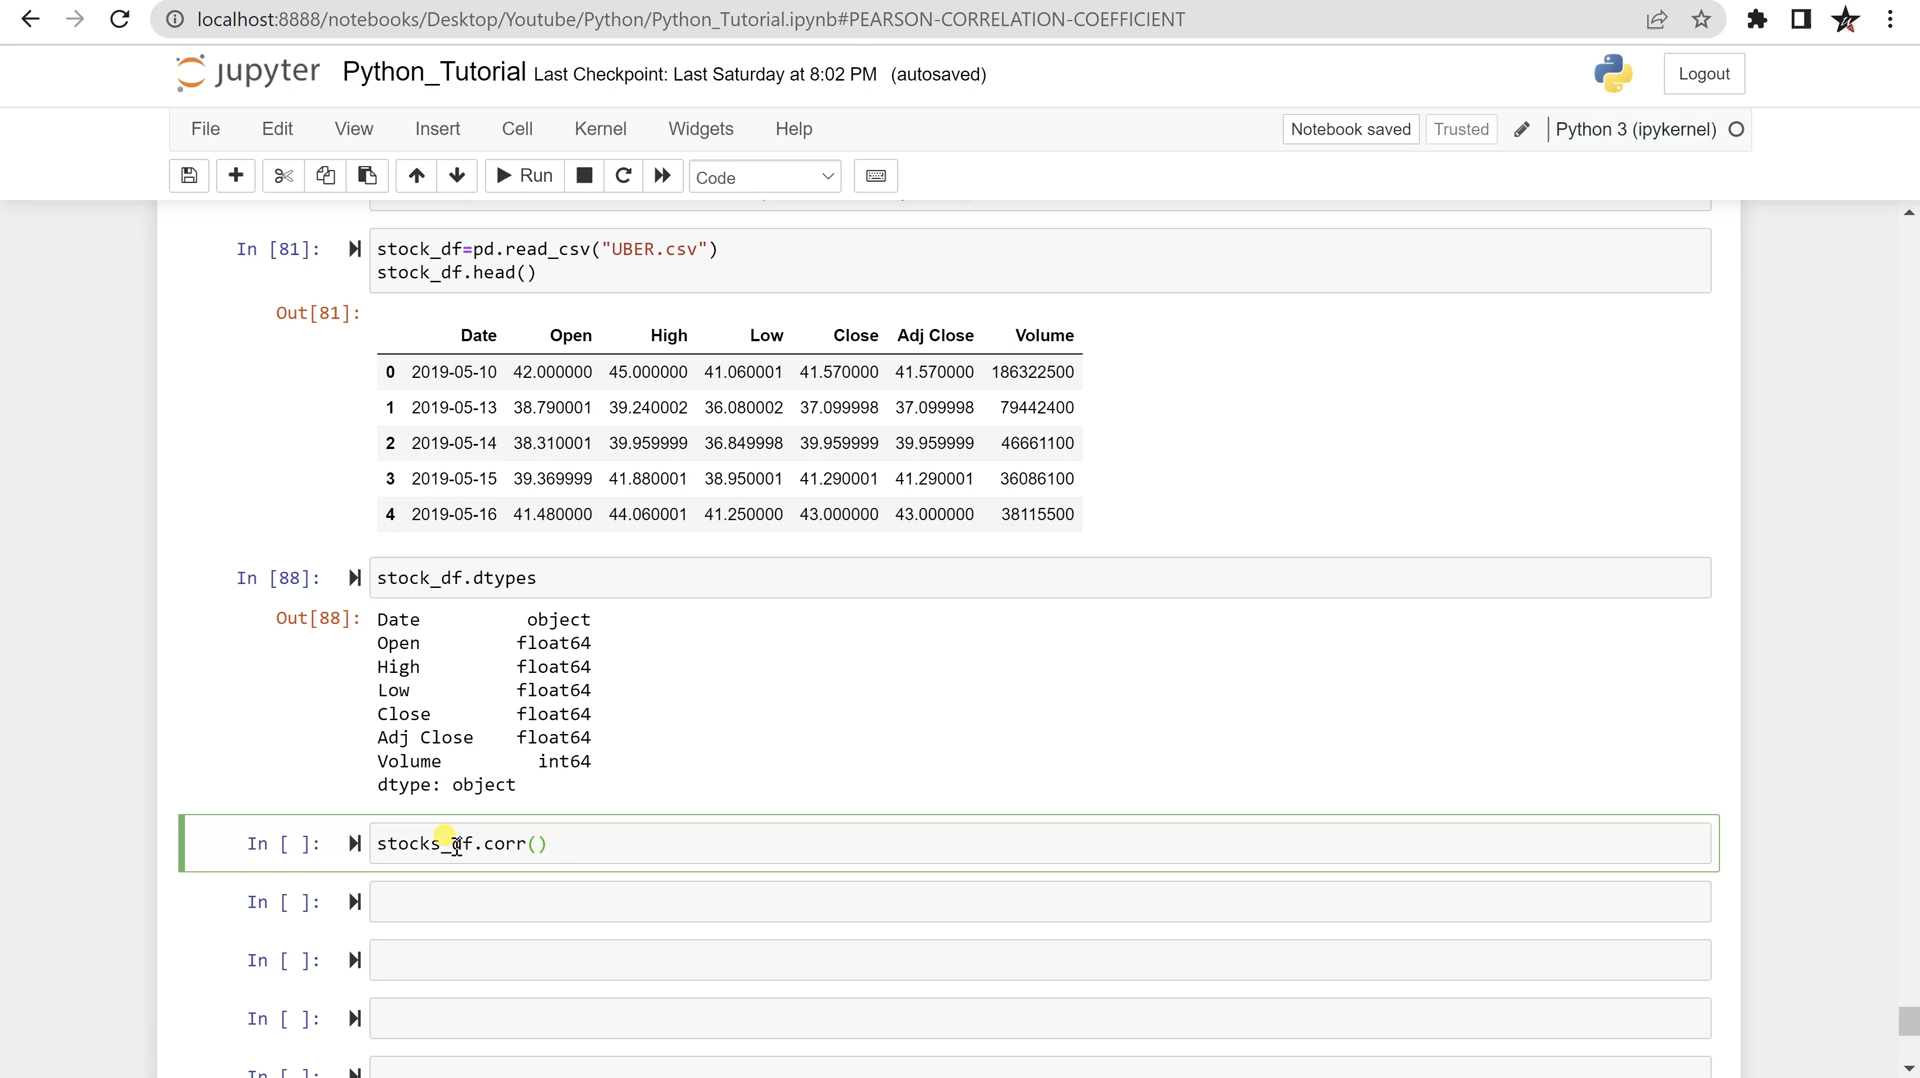 localhost:8888/notebooks/Desktop/Youtube/Python/Python_Tutorial.ipynb#PEARSON-CORRELATION-COEFFICIENT
jupyter Python_Tutorial Last Checkpoint: Last Saturday at 8:02 PM (autosaved) Logout
File Edit View Insert Cell Kernel Widgets Help Notebook saved Trusted Python 3 (ipykernel)
Run Code
In [81]: stock_df=pd.read_csv("UBER.csv")
stock_df.head()
Out[81]:
Date Open High Low Close Adj Close Volume
0 2019-05-10 42.000000 45.000000 41.060001 41.570000 41.570000 186322500
1 2019-05-13 38.790001 39.240002 36.080002 37.099998 37.099998 79442400
2 2019-05-14 38.310001 39.959999 36.849998 39.959999 39.959999 46661100
3 2019-05-15 39.369999 41.880001 38.950001 41.290001 41.290001 36086100
4 2019-05-16 41.480000 44.060001 41.250000 43.000000 43.000000 38115500
In [88]: stock_df.dtypes
Out[88]: Date object
Open float64
High float64
Low float64
Close float64
Adj Close float64
Volume int64
dtype: object
In [ ]: stocks_df.corr()
In [ ]:
In [ ]:
In [ ]:
In [ ]: